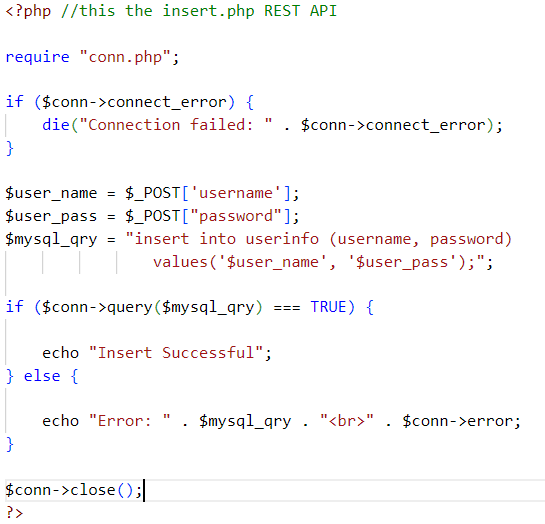 <?php //this the insert.php REST API
require "conn.php";
if ($conn->connect_error) {
die("Connection failed: " . $conn->connect_error);
}
$user_name = $_POST['username'];
$user_pass = $_POST["password"];
$mysql_qry = "insert into userinfo (username, password)
values('$user_name', '$user_pass');";
if ($conn->query($mysql_qry) === TRUE) {
echo "Insert Successful";
} else {
echo "Error: " . $mysql_qry . "<br>" . $conn->error;
}
$conn->close();
?>